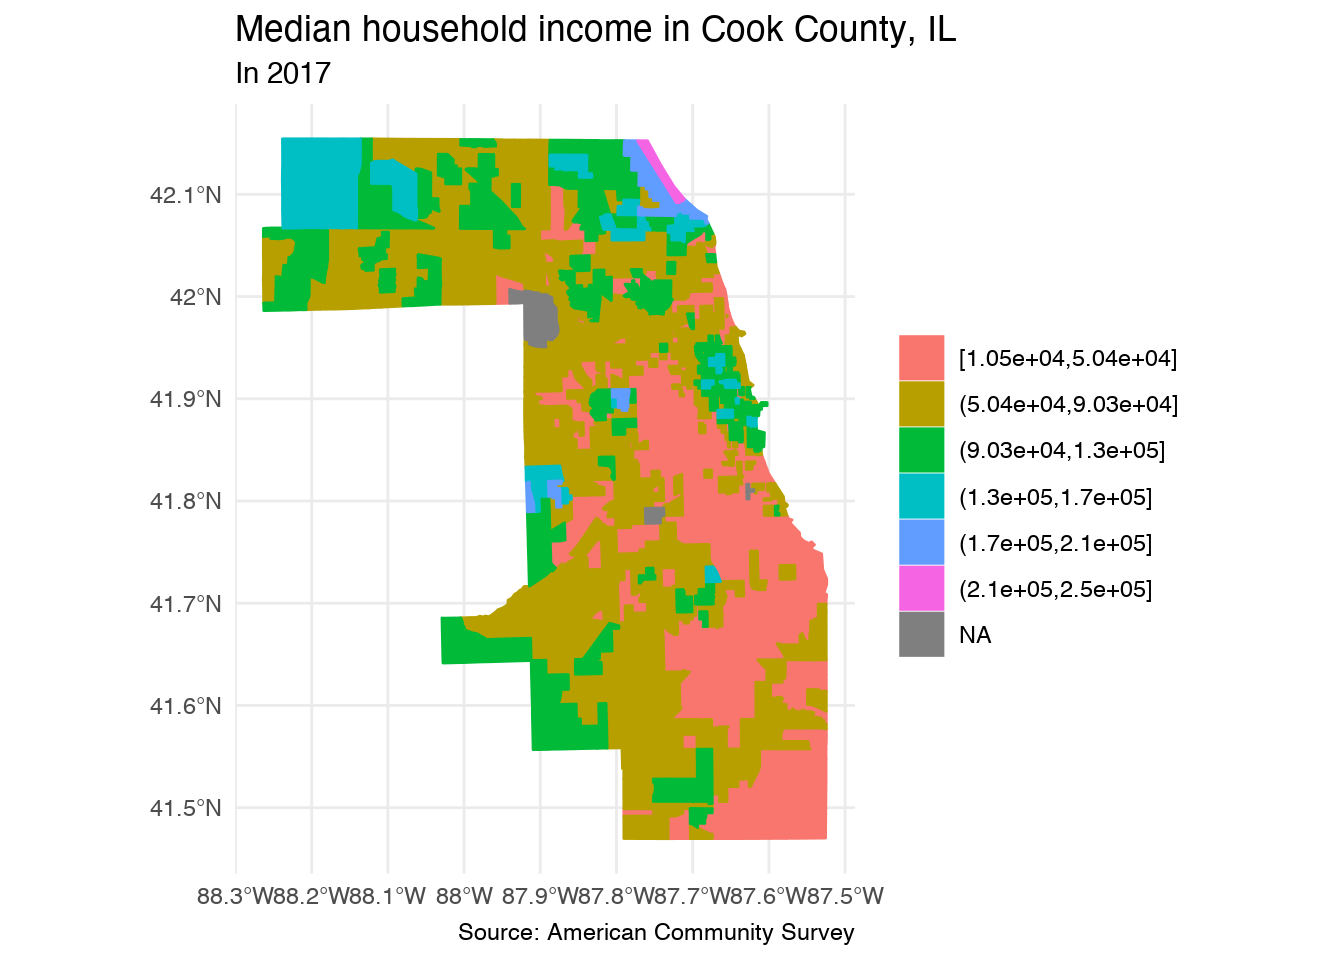 Median household income in Cook County, IL
In 2017
42.1°N
42°N
41.9°N
41.8°N
41.7°N
41.6°N
41.5°N
88.3°W 88.2°W 88.1°W 88°W 87.9°W 87.8°W 87.7°W 87.6°W 87.5°W
[1.05e+04,5.04e+04]
(5.04e+04,9.03e+04]
(9.03e+04,1.3e+05]
(1.3e+05,1.7e+05]
(1.7e+05,2.1e+05]
(2.1e+05,2.5e+05]
NA
Source: American Community Survey